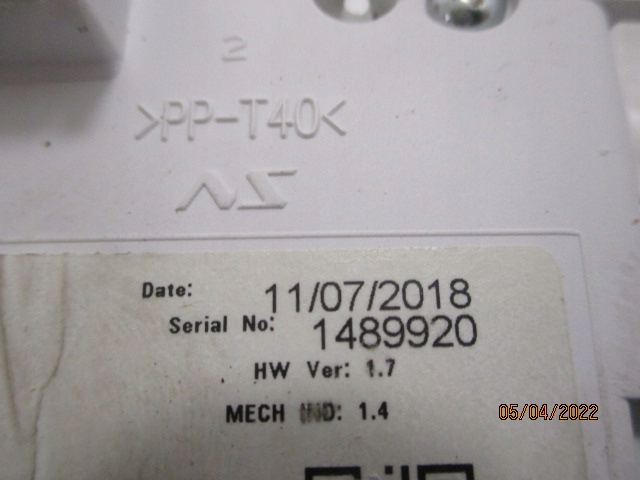 2
>PP-T40<
Date: 11/07/2018
Serial No: 1489920
HW Ver: 1.7
MECH IND: 1.4
05/04/2022